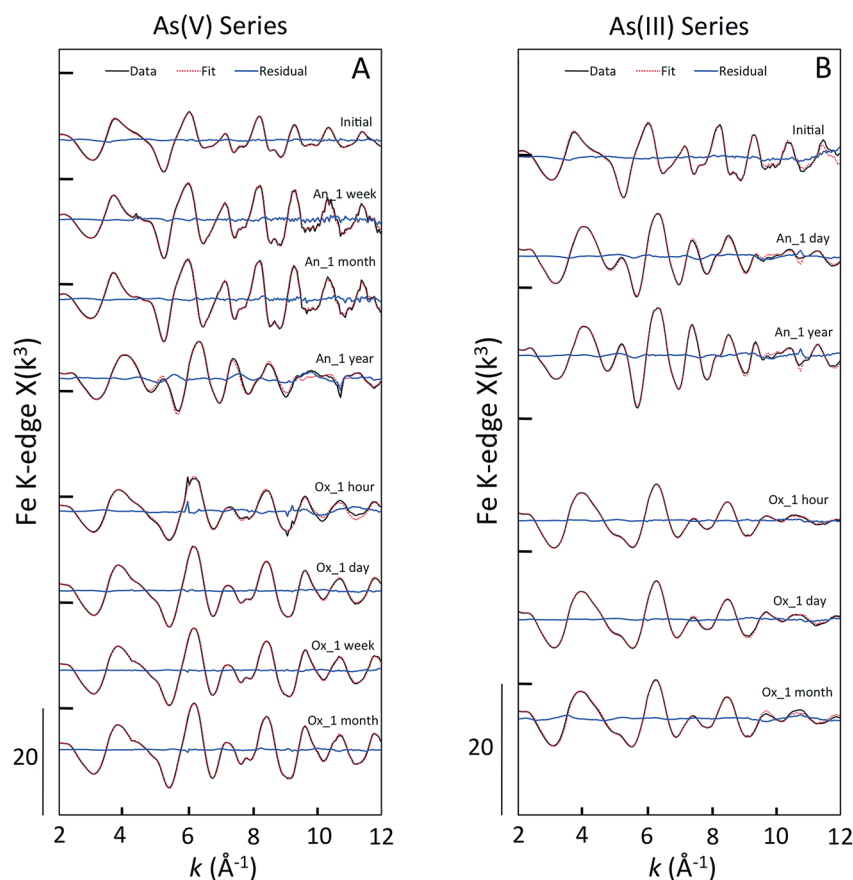 As(V) Series
As(III) Series
Data
Fit
Residual
A
Initial
An_1 week
An_1 month
An_1 year
Ox_1 hour
Ox_1 day
Ox_1 week
Ox_1 month
Fe K-edge X(k³)
20
2
4
6
8
10
12
k (Å⁻¹)
Data
Fit
Residual
B
Initial
An_1 day
An_1 year
Ox_1 hour
Ox_1 day
Ox_1 month
Fe K-edge X(k³)
20
2
4
6
8
10
12
k (Å⁻¹)